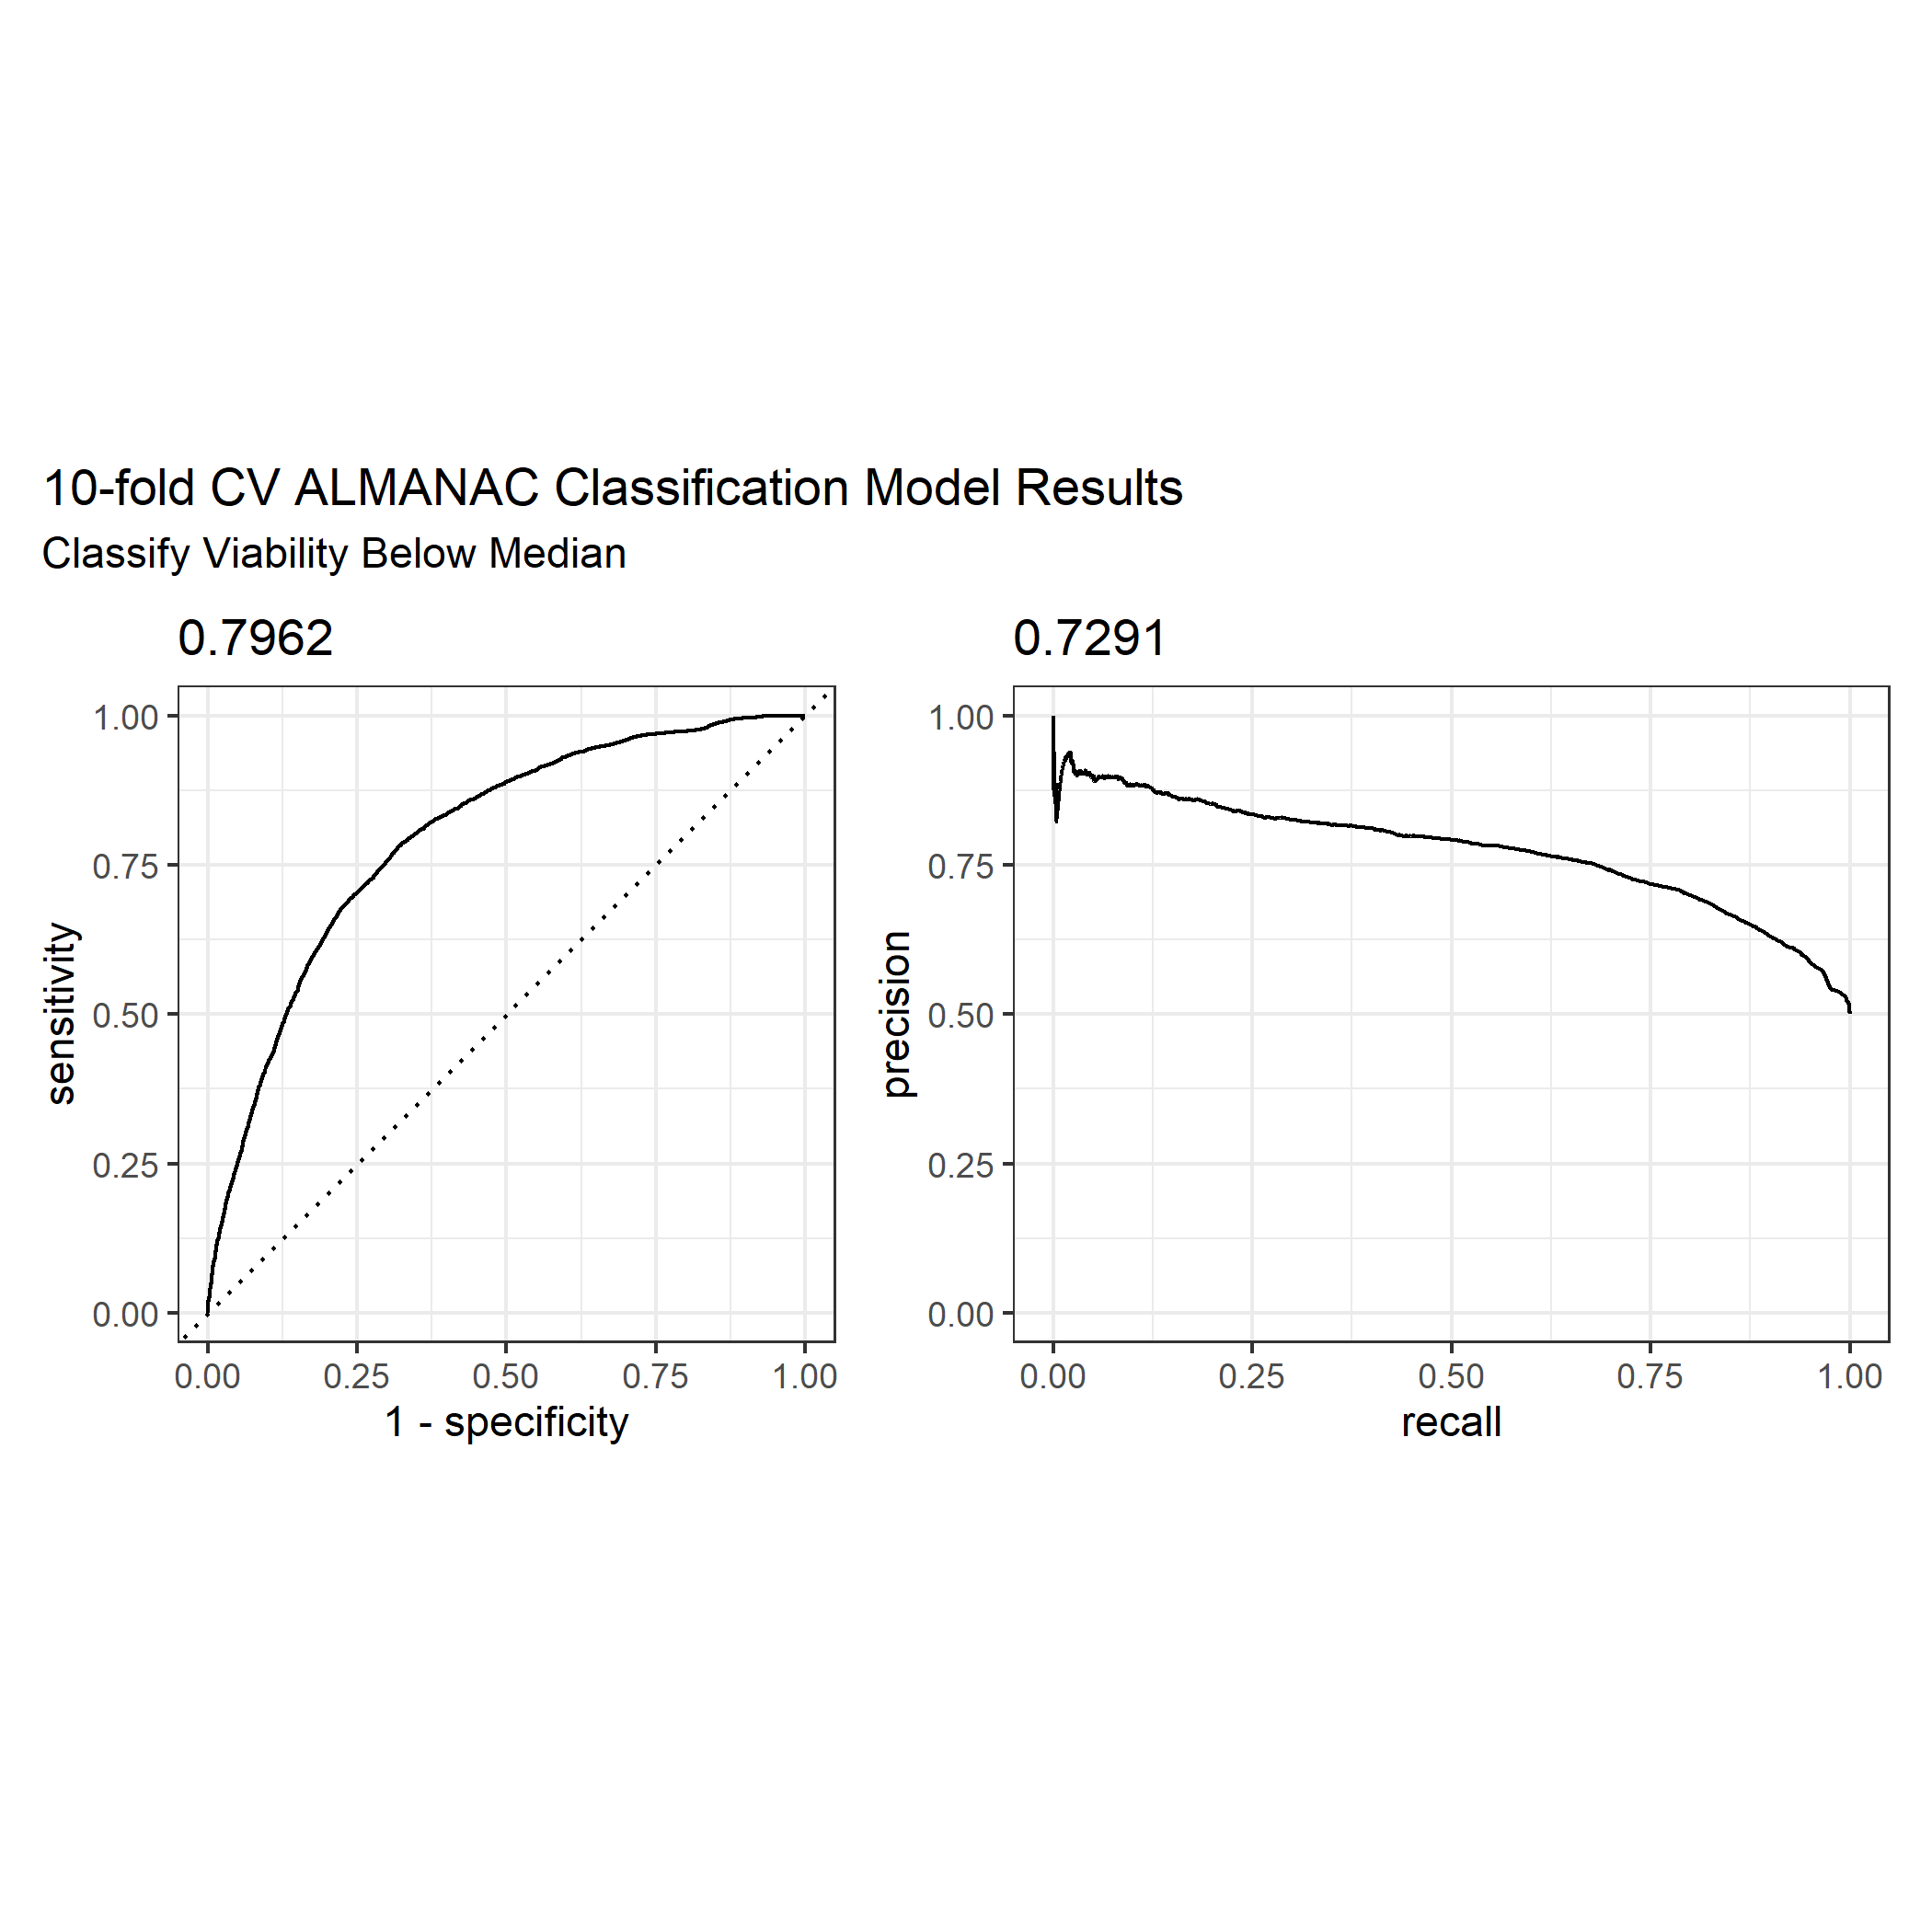 10-fold CV ALMANAC Classification Model Results
Classify Viability Below Median
0.7962
1.00
0.75
0.50
0.25
0.00
sensitivity
0.00 0.25 0.50 0.75 1.00
1 - specificity
0.7291
1.00
0.75
0.50
0.25
0.00
precision
0.00 0.25 0.50 0.75 1.00
recall